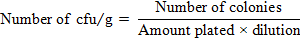 Number of cfu/g = Number of colonies
Amount plated × dilution